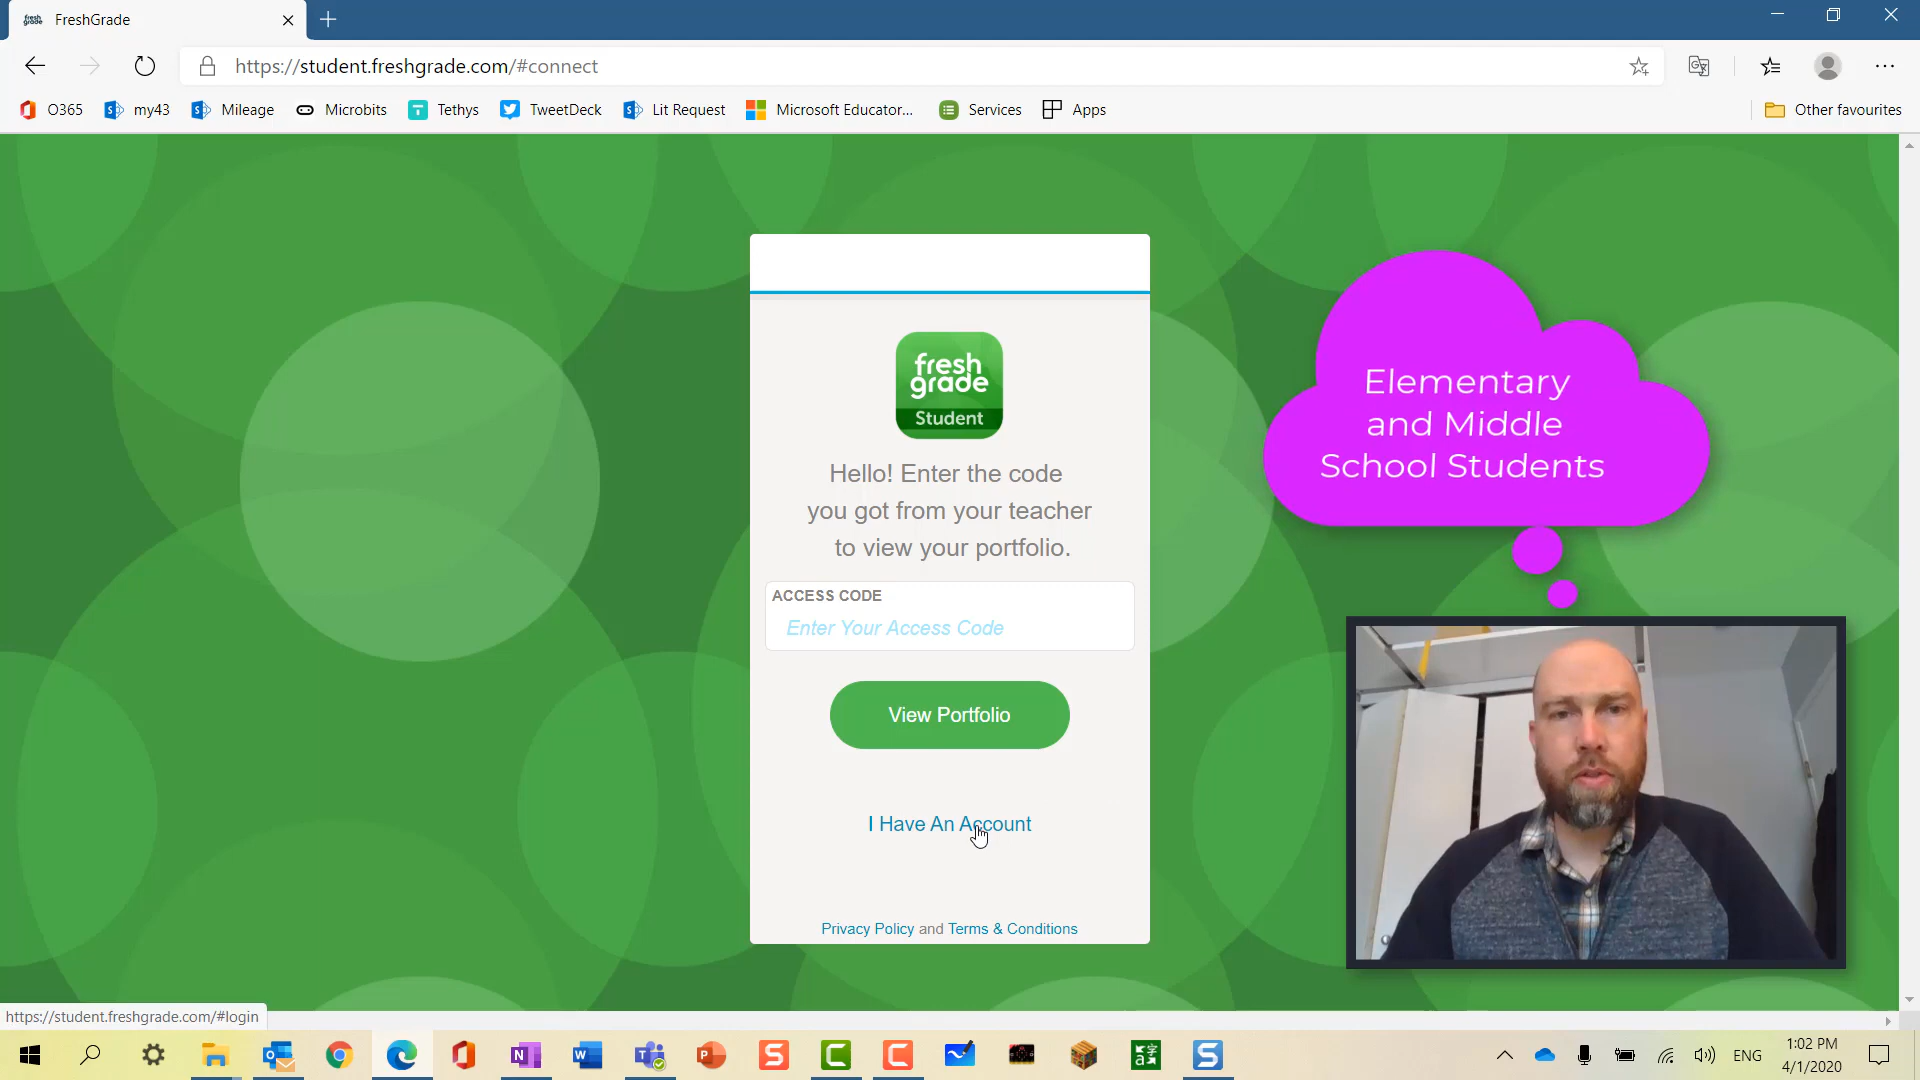 fresh grade
FreshGrade
https://student.freshgrade.com/#connect
O365
my43
Mileage
Microbits
Tethys
TweetDeck
Lit Request
Microsoft Educator...
Services
Apps
Other favourites
fresh
grade
Student
Hello! Enter the code
you got from your teacher
to view your portfolio.
ACCESS CODE
Enter Your Access Code
View Portfolio
I Have An Account
Privacy Policy and Terms & Conditions
Elementary
and Middle
School Students
https://student.freshgrade.com/#login
ENG
1:02 PM
4/1/2020